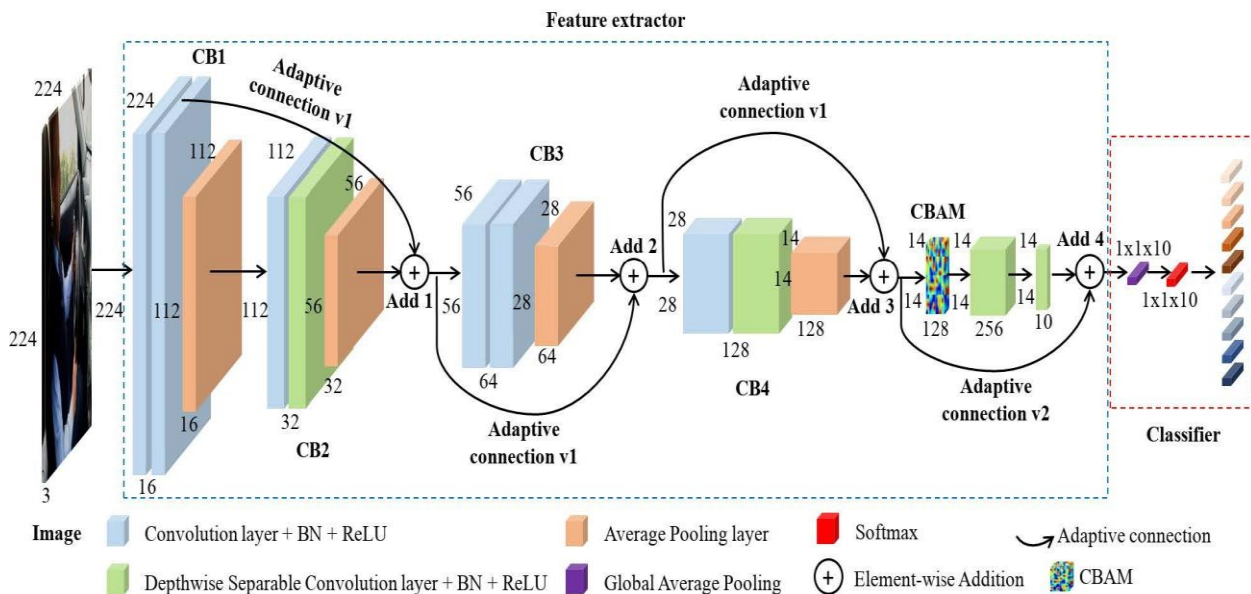 Feature extractor
CB1
Adaptive
connection v1
224
224
224
224
3
16
112
112
16
112
112
CB2
56
56
32
32
Add 1
CB3
56
56
64
28
28
64
Adaptive
connection v1
Add 2
Adaptive
connection v1
28
28
128
CB4
14
14
128
Add 3
CBAM
14
14
128
14
14
256
14
14
10
Add 4
Adaptive
connection v2
1x1x10
1x1x10
Classifier
Image
Convolution layer + BN + ReLU
Average Pooling layer
Softmax
Adaptive connection
Depthwise Separable Convolution layer + BN + ReLU
Global Average Pooling
Element-wise Addition
CBAM